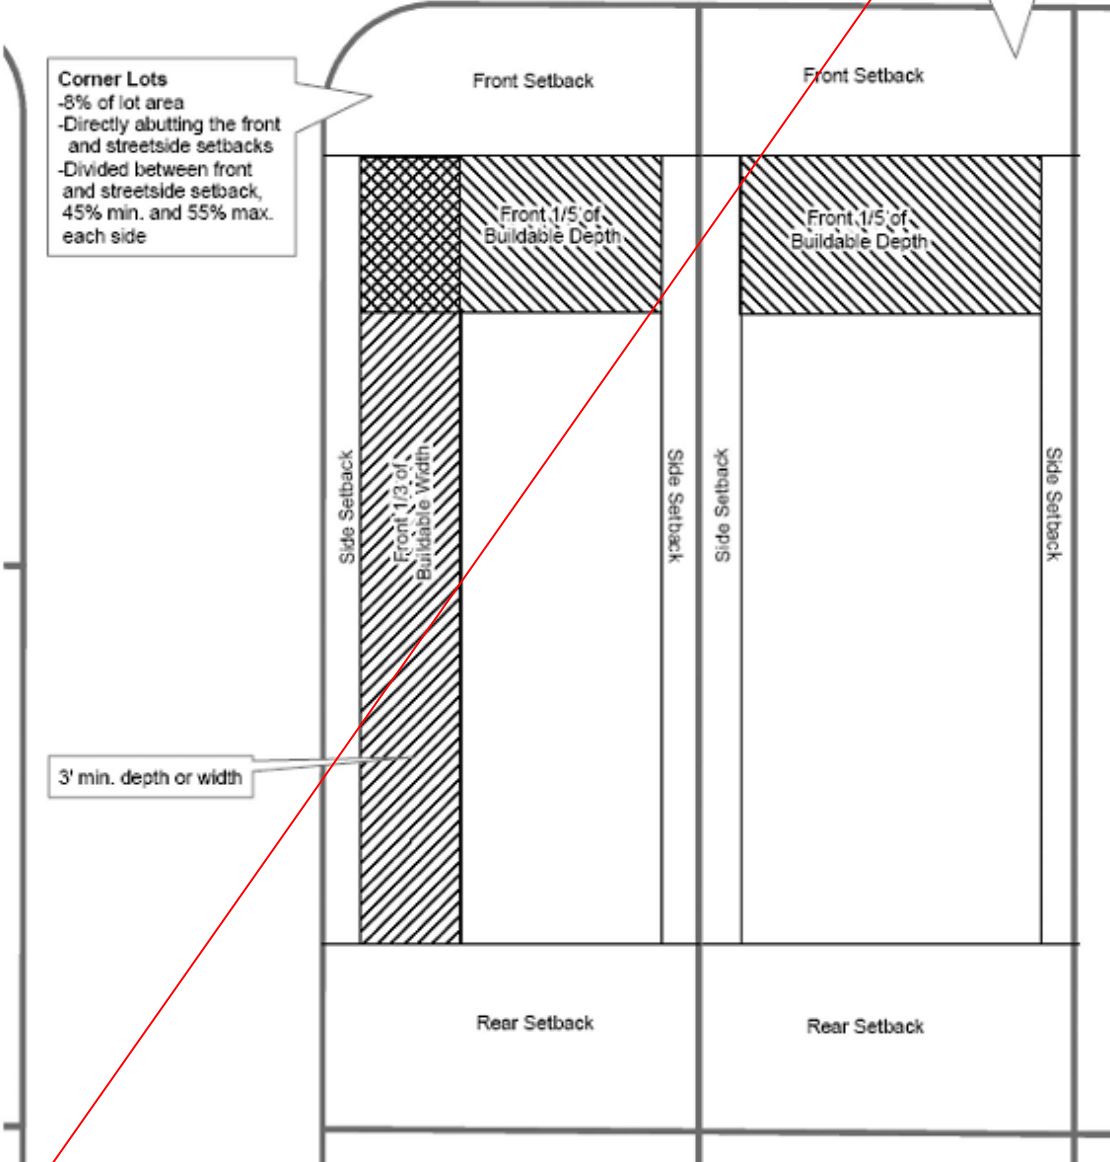 Corner Lots
-8% of lot area
-Directly abutting the front
and streetside setbacks
-Divided between front
and streetside setback,
45% min. and 55% max.
each side
Front Setback
Front Setback
Front 1/5 of
Buildable Depth
Front 1/5 of
Buildable Depth
Side Setback
Front 1/3 of
Buildable Width
Side Setback
Side Setback
Side Setback
3' min. depth or width
Rear Setback
Rear Setback